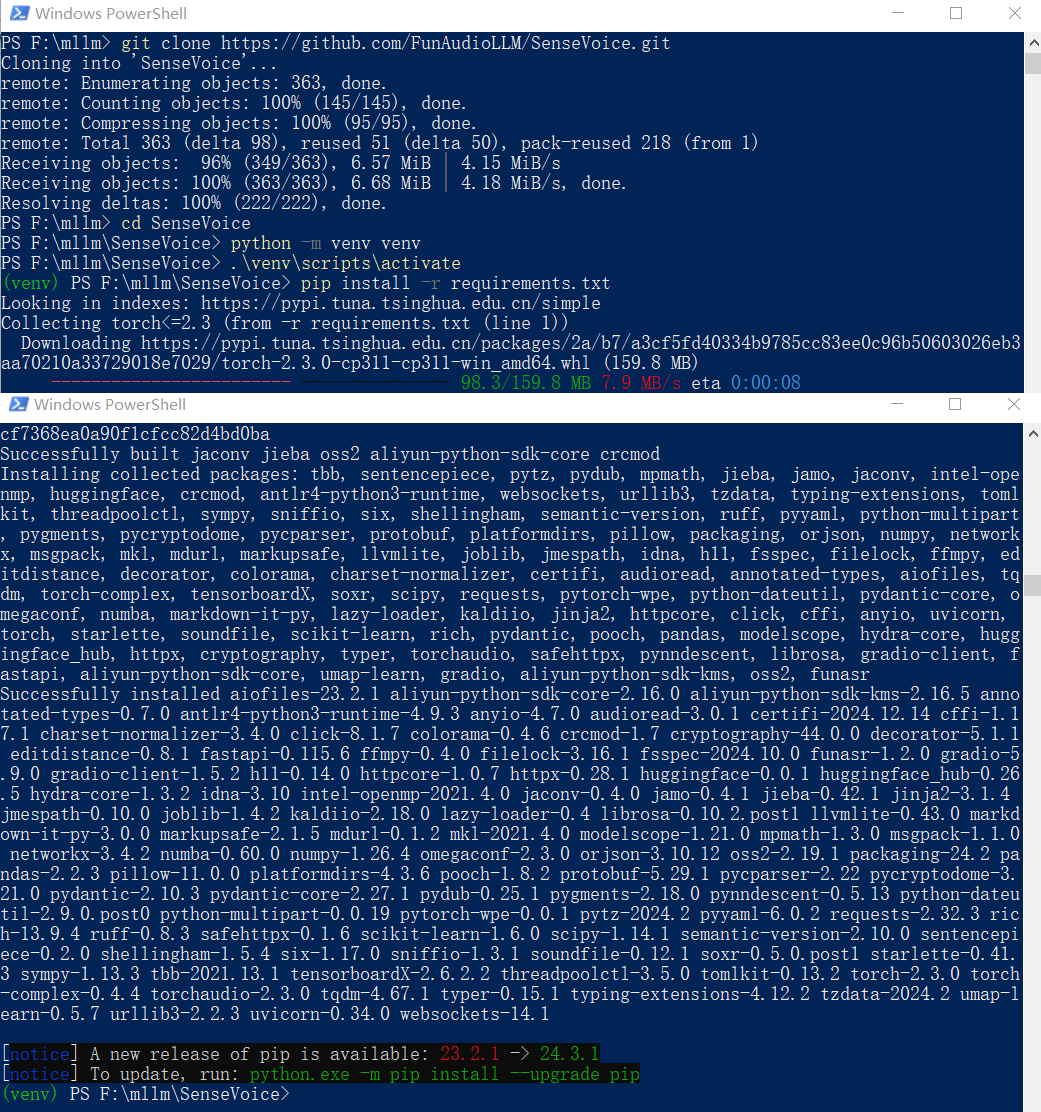 Windows PowerShell
PS F:\mllm> git clone https://github.com/FunAudioLLM/SenseVoice.git
Cloning into 'SenseVoice'...
remote: Enumerating objects: 363, done.
remote: Counting objects: 100% (145/145), done.
remote: Compressing objects: 100% (95/95), done.
remote: Total 363 (delta 98), reused 51 (delta 50), pack-reused 218 (from 1)
Receiving objects:  96% (349/363), 6.57 MiB | 4.15 MiB/s
Receiving objects: 100% (363/363), 6.68 MiB | 4.18 MiB/s, done.
Resolving deltas: 100% (222/222), done.
PS F:\mllm> cd SenseVoice
PS F:\mllm\SenseVoice> python -m venv venv
PS F:\mllm\SenseVoice> .\venv\scripts\activate
(venv) PS F:\mllm\SenseVoice> pip install -r requirements.txt
Looking in indexes: https://pypi.tuna.tsinghua.edu.cn/simple
Collecting torch<=2.3 (from -r requirements.txt (line 1))
  Downloading https://pypi.tuna.tsinghua.edu.cn/packages/2a/b7/a3cf5fd40334b9785cc83ee0c96b50603026eb3
aa70210a33729018e7029/torch-2.3.0-cp311-cp311-win_amd64.whl (159.8 MB)
     ------------------------ --------------- 98.3/159.8 MB 7.9 MB/s eta 0:00:08
Windows PowerShell
cf7368ea0a90f1cfcc82d4bd0ba
Successfully built jaconv jieba oss2 aliyun-python-sdk-core crcmod
Installing collected packages: tbb, sentencepiece, pytz, pydub, mpmath, jieba, jamo, jaconv, intel-ope
nmp, huggingface, crcmod, antlr4-python3-runtime, websockets, urllib3, tzdata, typing-extensions, toml
kit, threadpoolctl, sympy, sniffio, six, shellingham, semantic-version, ruff, pyyaml, python-multipart
, pygments, pycryptodome, pycparser, protobuf, platformdirs, pillow, packaging, orjson, numpy, network
x, msgpack, mkl, mdurl, markupsafe, llvmlite, joblib, jmespath, idna, h11, fsspec, filelock, ffmpy, ed
itdistance, decorator, colorama, charset-normalizer, certifi, audioread, annotated-types, aiofiles, tq
dm, torch-complex, tensorboardX, soxr, scipy, requests, pytorch-wpe, python-dateutil, pydantic-core, o
megaconf, numba, markdown-it-py, lazy-loader, kaldiio, jinja2, httpcore, click, cffi, anyio, uvicorn,
torch, starlette, soundfile, scikit-learn, rich, pydantic, pooch, pandas, modelscope, hydra-core, hugg
ingface_hub, httpx, cryptography, typer, torchaudio, safehttpx, pynndescent, librosa, gradio-client, f
astapi, aliyun-python-sdk-core, umap-learn, gradio, aliyun-python-sdk-kms, oss2, funasr
Successfully installed aiofiles-23.2.1 aliyun-python-sdk-core-2.16.0 aliyun-python-sdk-kms-2.16.5 anno
tated-types-0.7.0 antlr4-python3-runtime-4.9.3 anyio-4.7.0 audioread-3.0.1 certifi-2024.12.14 cffi-1.1
7.1 charset-normalizer-3.4.0 click-8.1.7 colorama-0.4.6 crcmod-1.7 cryptography-44.0.0 decorator-5.1.1
 editdistance-0.8.1 fastapi-0.115.6 ffmpy-0.4.0 filelock-3.16.1 fsspec-2024.10.0 funasr-1.2.0 gradio-5
.9.0 gradio-client-1.5.2 h11-0.14.0 httpcore-1.0.7 httpx-0.28.1 huggingface-0.0.1 huggingface_hub-0.26
.5 hydra-core-1.3.2 idna-3.10 intel-openmp-2021.4.0 jaconv-0.4.0 jamo-0.4.1 jieba-0.42.1 jinja2-3.1.4
jmespath-0.10.0 joblib-1.4.2 kaldiio-2.18.0 lazy-loader-0.4 librosa-0.10.2.post1 llvmlite-0.43.0 markd
own-it-py-3.0.0 markupsafe-2.1.5 mdurl-0.1.2 mkl-2021.4.0 modelscope-1.21.0 mpmath-1.3.0 msgpack-1.1.0
 networkx-3.4.2 numba-0.60.0 numpy-1.26.4 omegaconf-2.3.0 orjson-3.10.12 oss2-2.19.1 packaging-24.2 pa
ndas-2.2.3 pillow-11.0.0 platformdirs-4.3.6 pooch-1.8.2 protobuf-5.29.1 pycparser-2.22 pycryptodome-3.
21.0 pydantic-2.10.3 pydantic-core-2.27.1 pydub-0.25.1 pygments-2.18.0 pynndescent-0.5.13 python-dateu
til-2.9.0.post0 python-multipart-0.0.19 pytorch-wpe-0.0.1 pytz-2024.2 pyyaml-6.0.2 requests-2.32.3 ric
h-13.9.4 ruff-0.8.3 safehttpx-0.1.6 scikit-learn-1.6.0 scipy-1.14.1 semantic-version-2.10.0 sentencepi
ece-0.2.0 shellingham-1.5.4 six-1.17.0 sniffio-1.3.1 soundfile-0.12.1 soxr-0.5.0.post1 starlette-0.41.
3 sympy-1.13.3 tbb-2021.13.1 tensorboardX-2.6.2.2 threadpoolctl-3.5.0 tomlkit-0.13.2 torch-2.3.0 torch
-complex-0.4.4 torchaudio-2.3.0 tqdm-4.67.1 typer-0.15.1 typing-extensions-4.12.2 tzdata-2024.2 umap-l
earn-0.5.7 urllib3-2.2.3 uvicorn-0.34.0 websockets-14.1
[notice] A new release of pip is available: 23.2.1 -> 24.3.1
[notice] To update, run: python.exe -m pip install --upgrade pip
(venv) PS F:\mllm\SenseVoice>